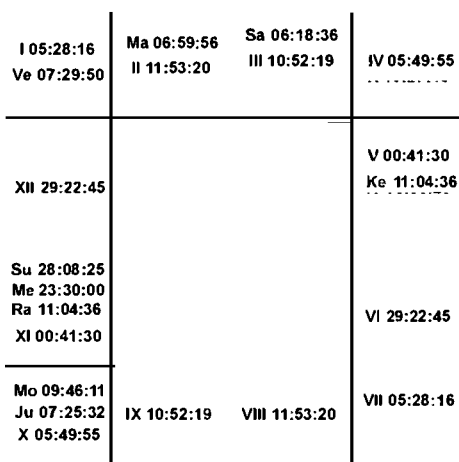 I 05:28:16
Ve 07:29:50
Ma 06:59:56
II 11:53:20
Sa 06:18:36
III 10:52:19
IV 05:49:55
XII 29:22:45
V 00:41:30
Ke 11:04:36
Su 28:08:25
Me 23:30:00
Ra 11:04:36
XI 00:41:30
VI 29:22:45
Mo 09:46:11
Ju 07:25:32
X 05:49:55
IX 10:52:19
VIII 11:53:20
VII 05:28:16